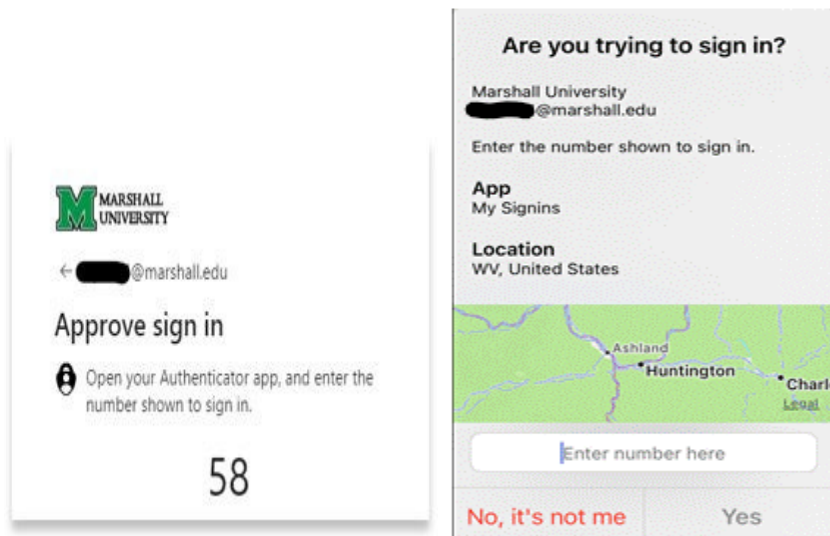 MARSHALL
UNIVERSITY
@marshall.edu
Approve sign in
Open your Authenticator app, and enter the
number shown to sign in.
58
Are you trying to sign in?
Marshall University
@marshall.edu
Enter the number shown to sign in.
App
My Signins
Location
WV, United States
Ashland
Huntington
Charl
Legal
Enter number here
No, it's not me
Yes